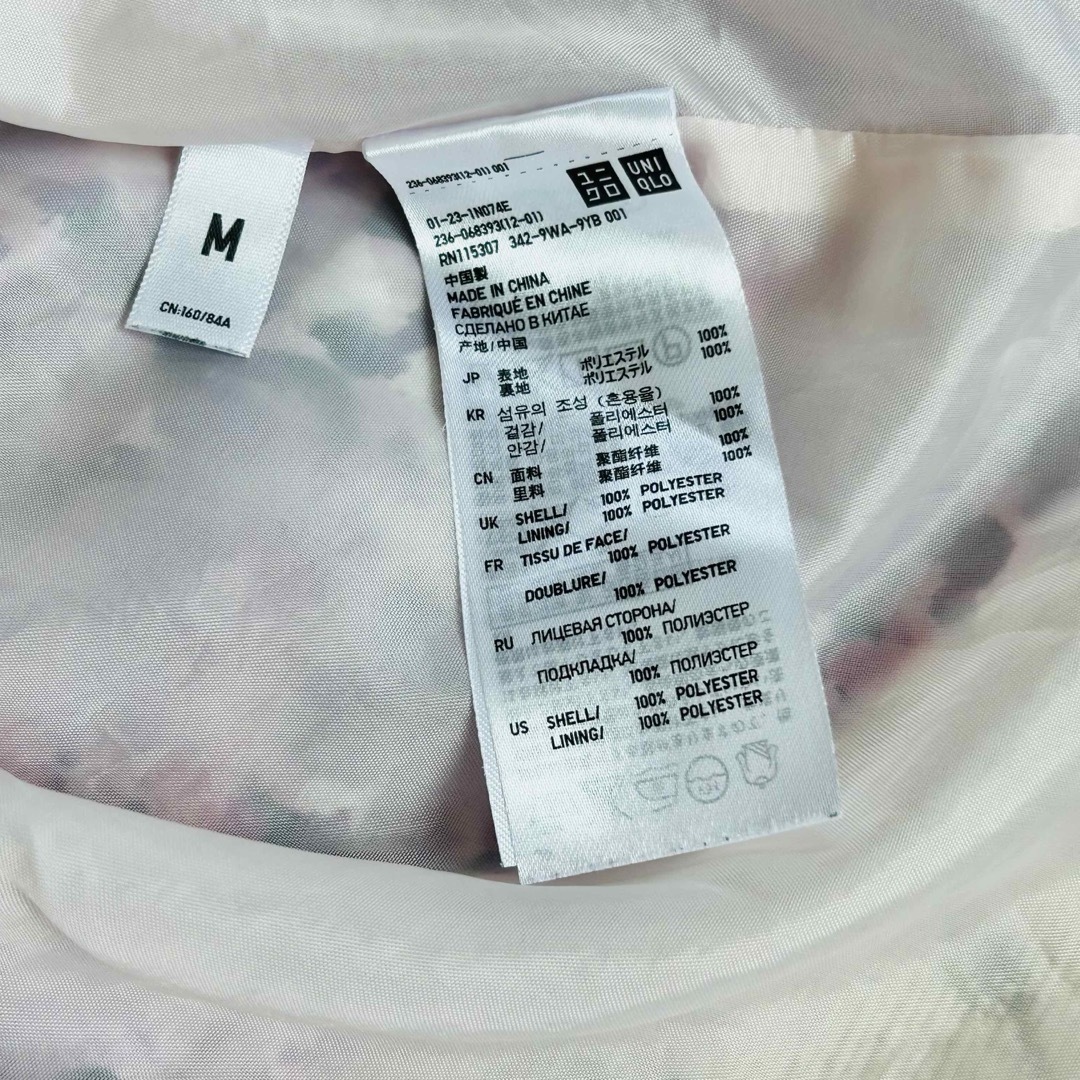 M
CN:160/84A
236-068393(12-01) 001
ユニクロ
UNIQLO
01-23-1N074E
236-068393(12-01)
RN115307 342-9WA-9YB 001
中国製
MADE IN CHINA
FABRIQUÉ EN CHINE
СДЕЛАНО В КИТАЕ
产地/中国
JP 表地 ポリエステル 100%
裏地 ポリエステル 100%
KR 섬유의 조성 (혼용율)
겉감/ 폴리에스터 100%
안감/ 폴리에스터 100%
CN 面料 聚酯纤维 100%
里料 聚酯纤维 100%
UK SHELL/ 100% POLYESTER
LINING/ 100% POLYESTER
FR TISSU DE FACE/
100% POLYESTER
DOUBLURE/
100% POLYESTER
RU ЛИЦЕВАЯ СТОРОНА/
100% ПОЛИЭСТЕР
ПОДКЛАДКА/
100% ПОЛИЭСТЕР
US SHELL/ 100% POLYESTER
LINING/ 100% POLYESTER